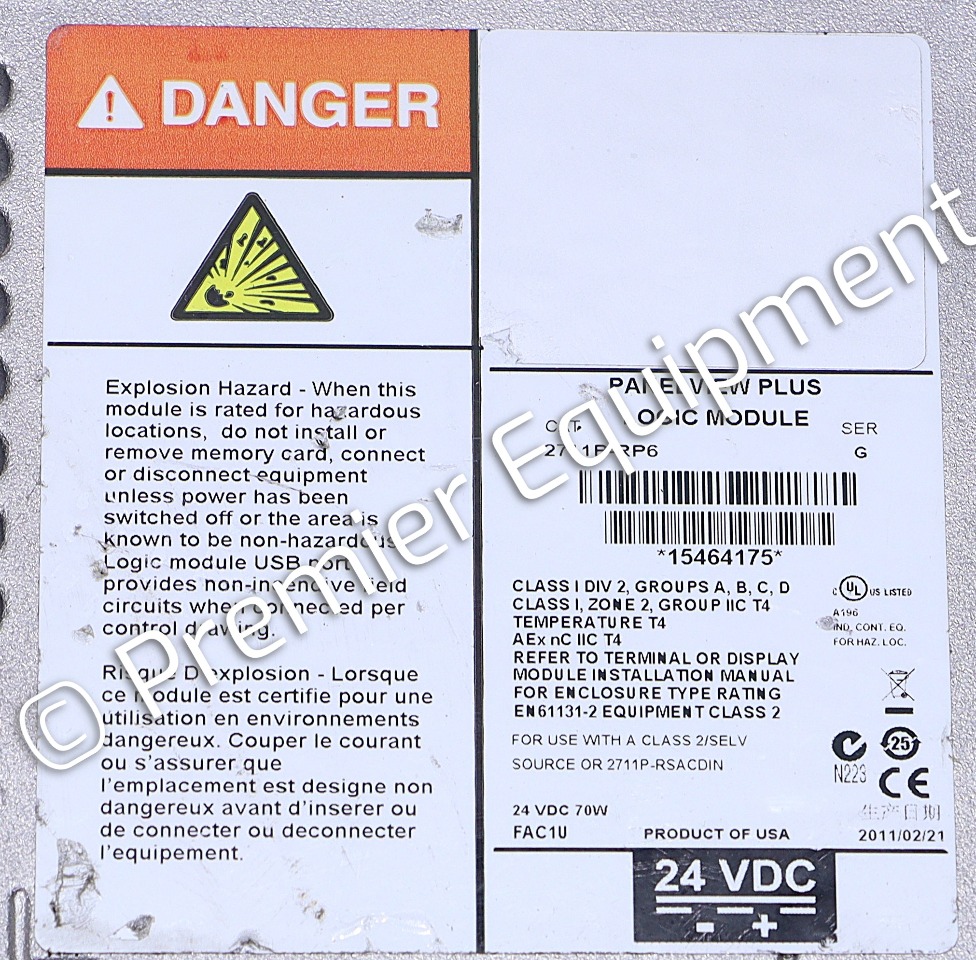 DANGER
Explosion Hazard - When this
module is rated for hazardous
locations, do not install or
remove memory card, connect
or disconnect equipment
unless power has been
switched off or the area is
known to be non-hazardous.
Logic module USB port
provides non-incendive field
circuits when connected per
control drawing.
Risque D'explosion - Lorsque
ce module est certifie pour une
utilisation en environnements
dangereux. Couper le courant
ou s'assurer que
l'emplacement est designe non
dangereux avant d'inserer ou
de connecter ou deconnecter
l'equipement.
PANELVIEW PLUS
LOGIC MODULE
CAT SER
2711P-RP6 G
*15464175*
CLASS I DIV 2, GROUPS A, B, C, D
CLASS I, ZONE 2, GROUP IIC T4
TEMPERATURE T4
AEx nC IIC T4
REFER TO TERMINAL OR DISPLAY
MODULE INSTALLATION MANUAL
FOR ENCLOSURE TYPE RATING
EN61131-2 EQUIPMENT CLASS 2
FOR USE WITH A CLASS 2/SELV
SOURCE OR 2711P-RSACDIN
24 VDC 70W
FAC1U PRODUCT OF USA
c UL US LISTED
A196
IND. CONT. EQ.
FOR HAZ. LOC.
25
N223
CE
生产日期
2011/02/21
24 VDC
- +
© Premier Equipment